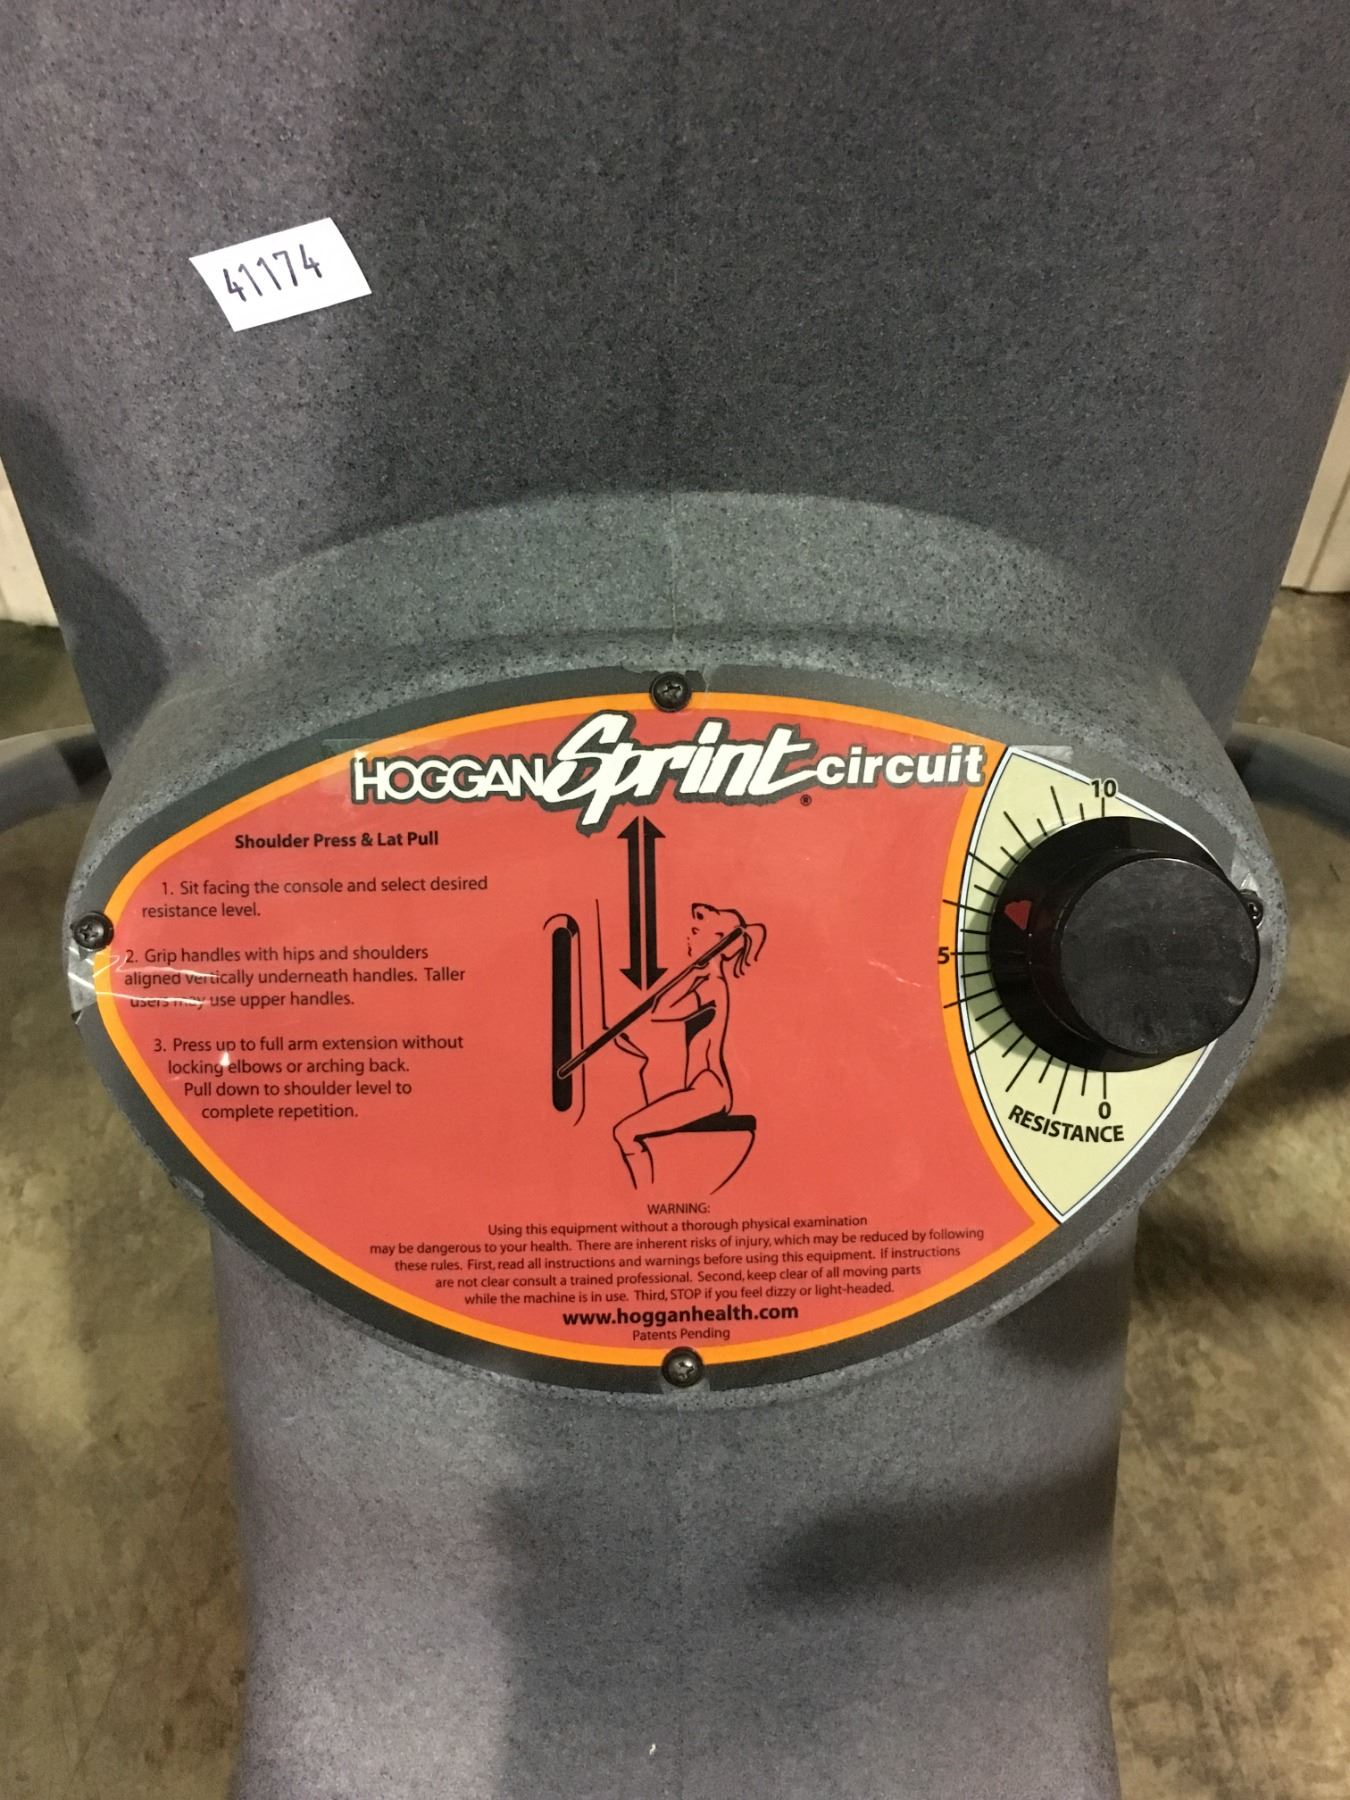 41174
HOGGAN Sprint circuit
®
Shoulder Press & Lat Pull
1. Sit facing the console and select desired
resistance level.
2. Grip handles with hips and shoulders
aligned vertically underneath handles. Taller
users may use upper handles.
3. Press up to full arm extension without
locking elbows or arching back.
Pull down to shoulder level to
complete repetition.
10
5
0
RESISTANCE
WARNING:
Using this equipment without a thorough physical examination
may be dangerous to your health. There are inherent risks of injury, which may be reduced by following
these rules. First, read all instructions and warnings before using this equipment. If instructions
are not clear consult a trained professional. Second, keep clear of all moving parts
while the machine is in use. Third, STOP if you feel dizzy or light-headed.
www.hogganhealth.com
Patents Pending